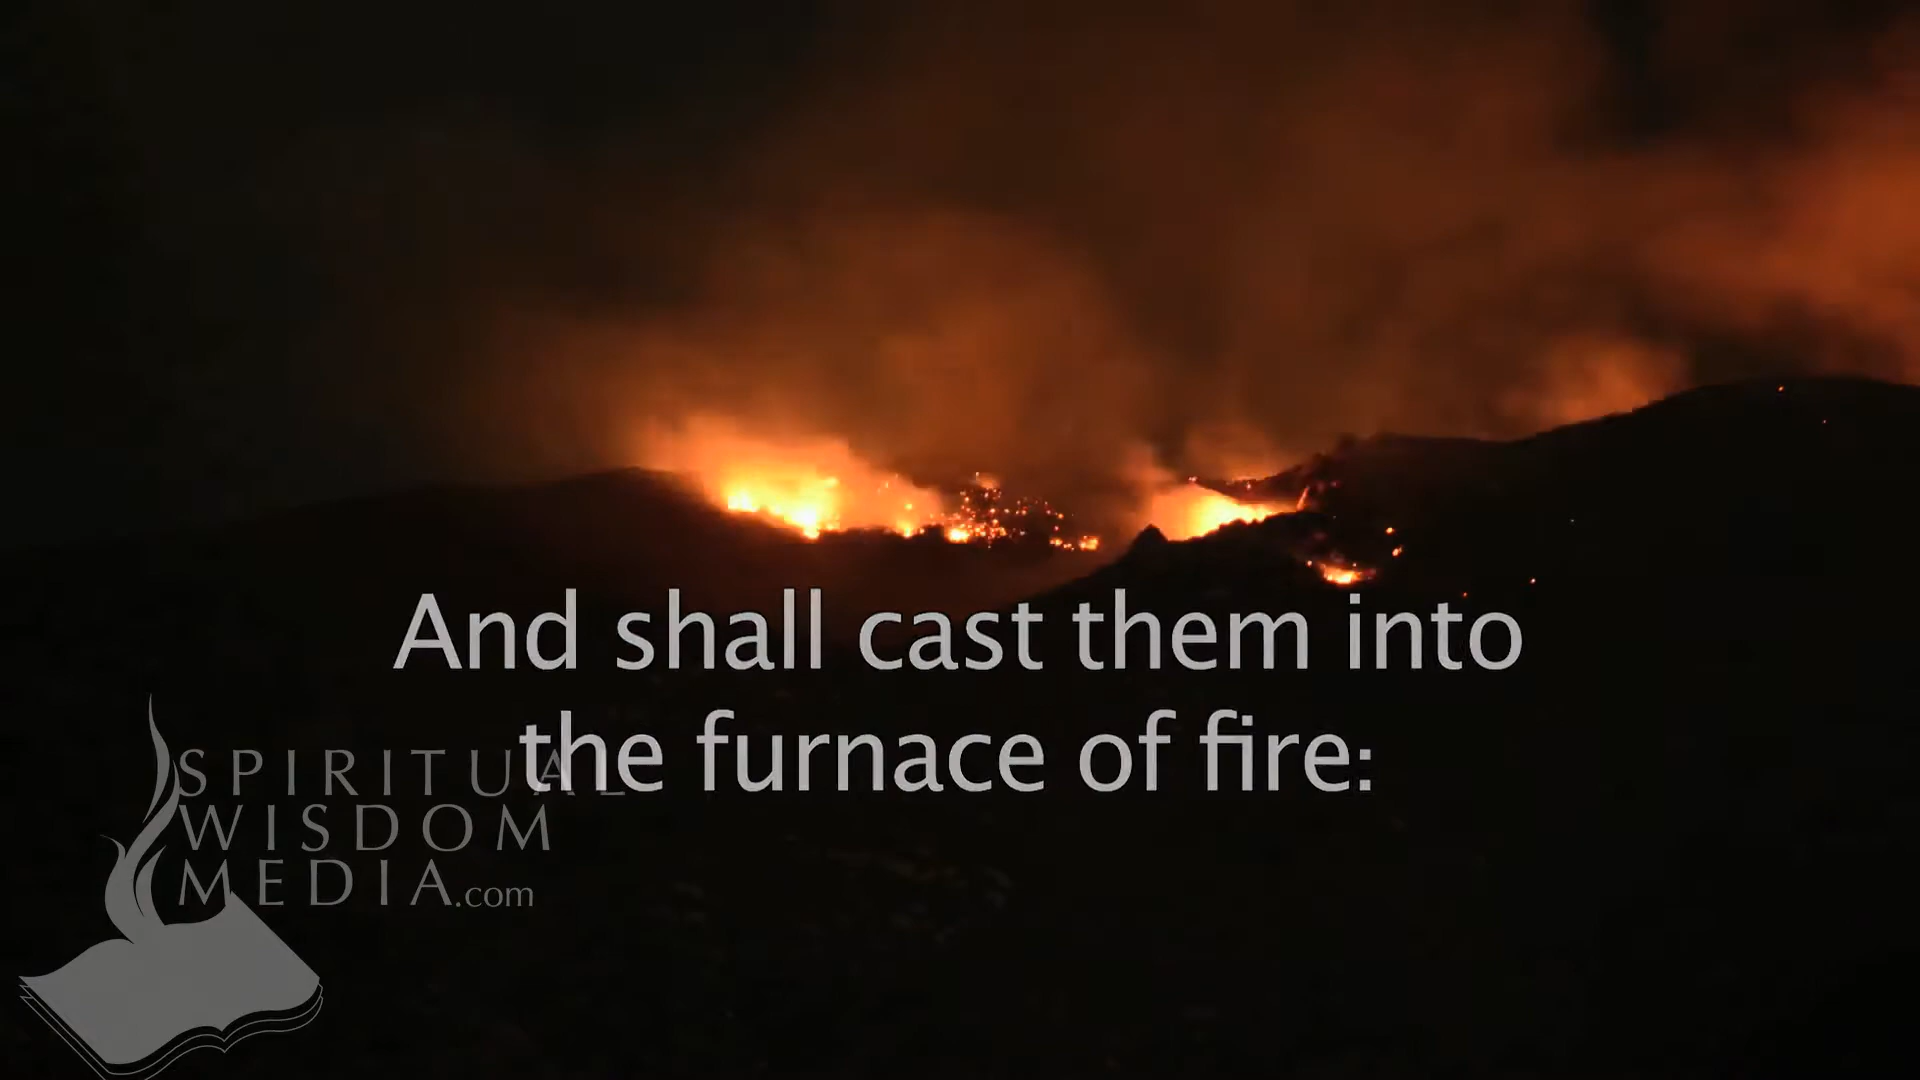 And shall cast them into
the furnace of fire:
SPIRITUAL
WISDOM
MEDIA.com